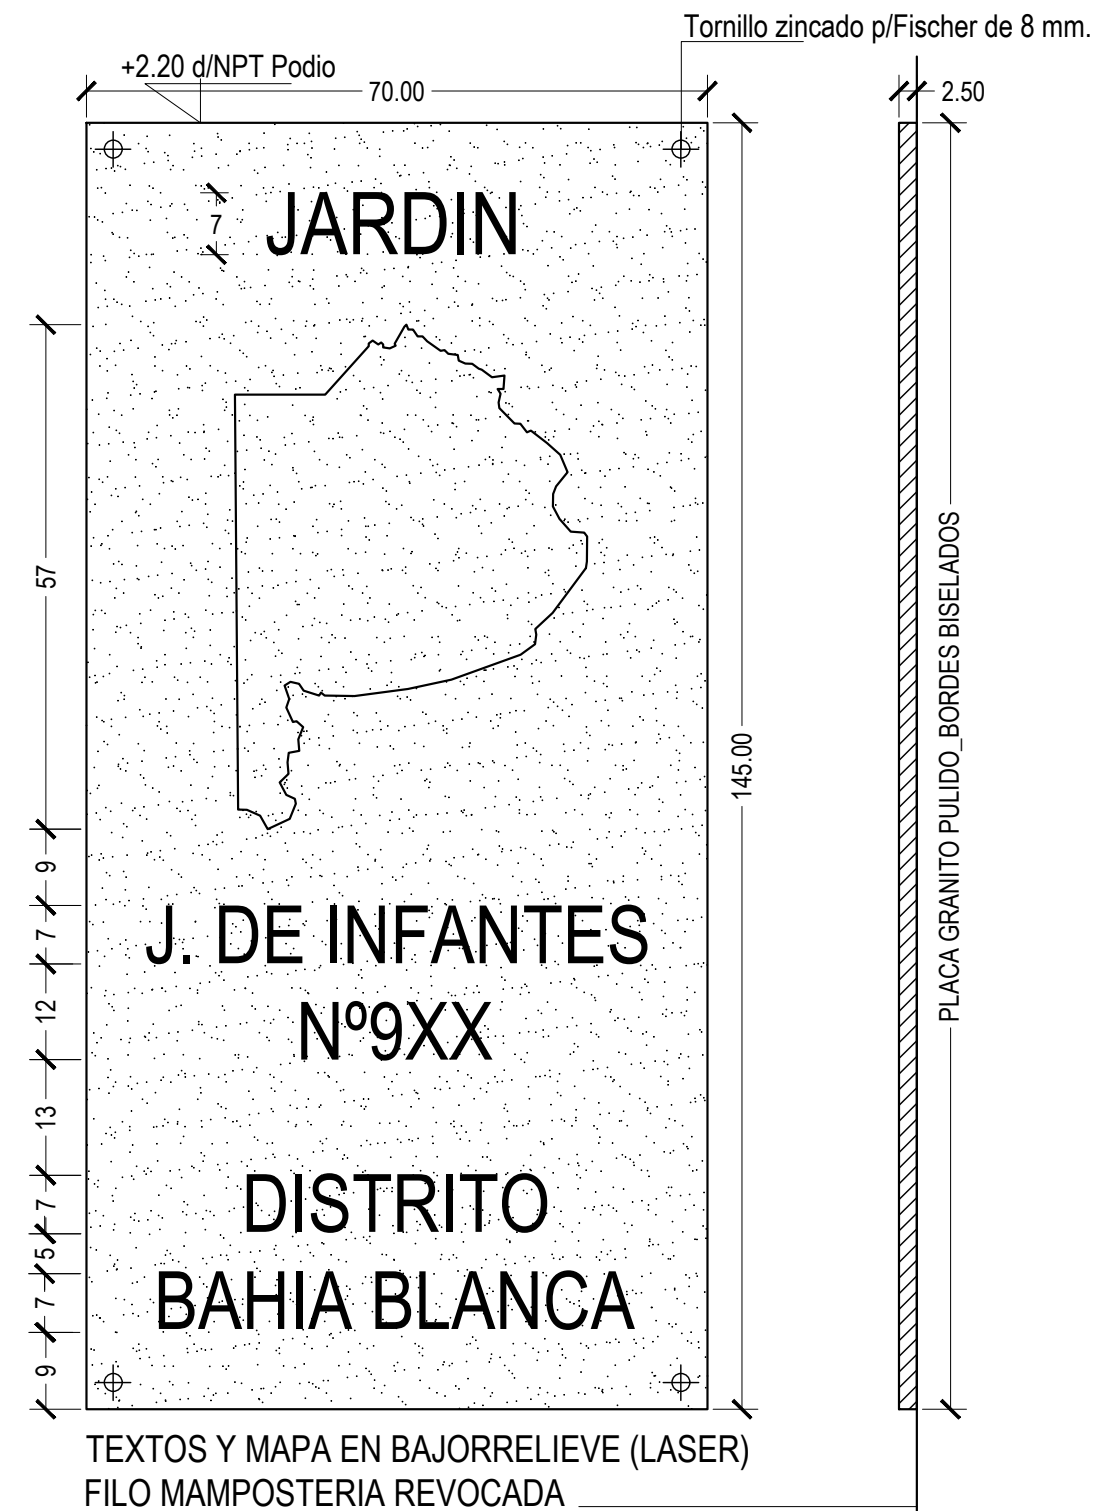 Tornillo zincado p/Fischer de 8 mm.
+2.20 d/NPT Podio
70.00
2.50
7
JARDIN
57
145.00
PLACA GRANITO PULIDO_BORDES BISELADOS
9
7
J. DE INFANTES
12
Nº9XX
13
7
DISTRITO
5
7
BAHIA BLANCA
9
TEXTOS Y MAPA EN BAJORRELIEVE (LASER)
FILO MAMPOSTERIA REVOCADA